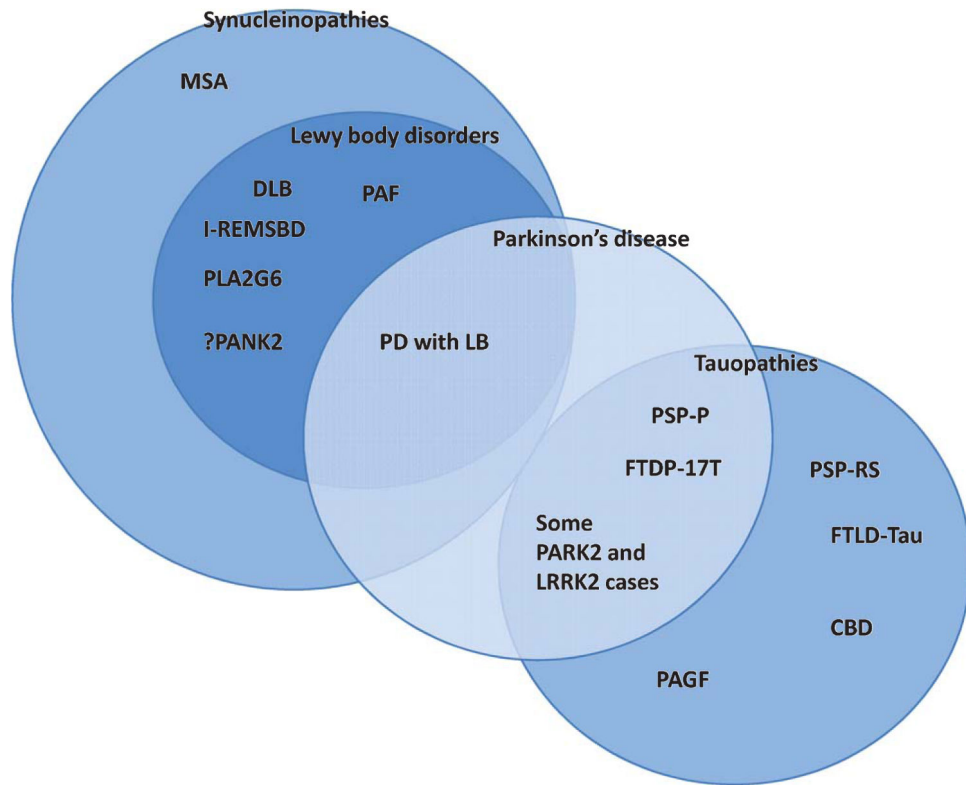 Synucleinopathies
MSA
Lewy body disorders
DLB
PAF
I-REMSBD
PLA2G6
?PANK2
Parkinson's disease
PD with LB
Tauopathies
PSP-P
FTDP-17T
PSP-RS
Some
PARK2 and
LRRK2 cases
FTLD-Tau
CBD
PAGF